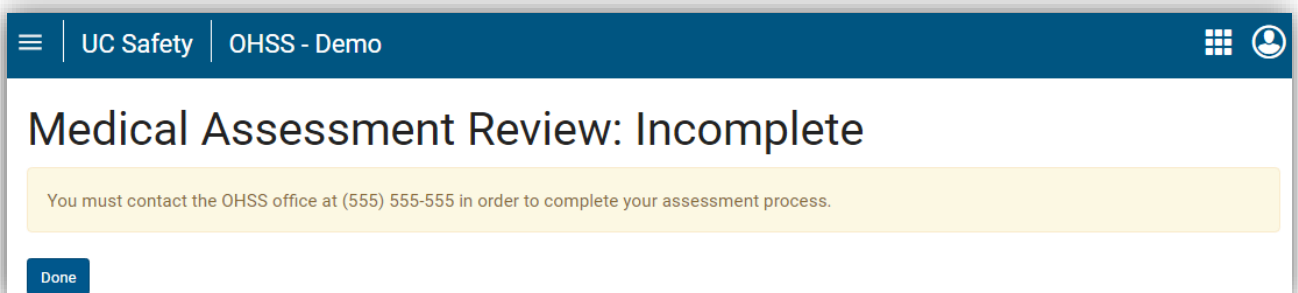 UC Safety OHSS - Demo
Medical Assessment Review: Incomplete
You must contact the OHSS office at (555) 555-555 in order to complete your assessment process.
Done